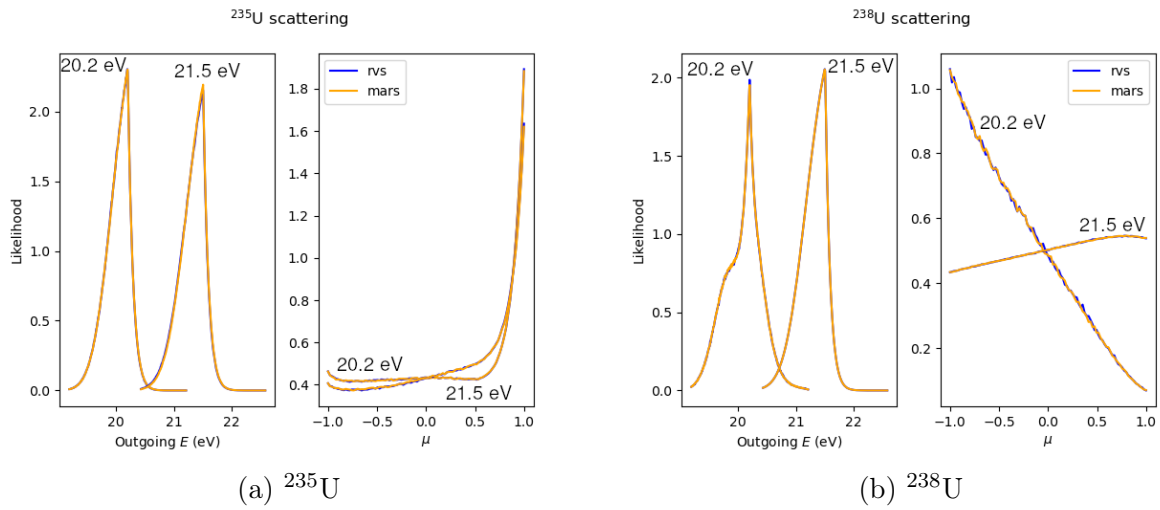 ²³⁵U scattering
20.2 eV
21.5 eV
Likelihood
2.0
1.5
1.0
0.5
0.0
20
21
22
Outgoing E (eV)
rvs
mars
1.8
1.6
1.4
1.2
1.0
0.8
0.6
0.4
20.2 eV
21.5 eV
−1.0
−0.5
0.0
0.5
1.0
μ
(a) ²³⁵U
²³⁸U scattering
20.2 eV
21.5 eV
Likelihood
2.0
1.5
1.0
0.5
0.0
20
21
22
Outgoing E (eV)
rvs
mars
1.0
0.8
0.6
0.4
0.2
20.2 eV
21.5 eV
−1.0
−0.5
0.0
0.5
1.0
μ
(b) ²³⁸U